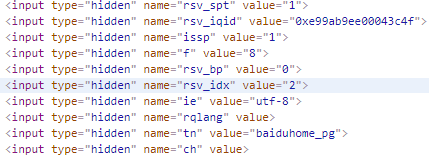 <input type="hidden" name="rsv_spt" value="1">
<input type="hidden" name="rsv_iqid" value="0xe99ab9ee00043c4f">
<input type="hidden" name="issp" value="1">
<input type="hidden" name="f" value="8">
<input type="hidden" name="rsv_bp" value="0">
<input type="hidden" name="rsv_idx" value="2">
<input type="hidden" name="ie" value="utf-8">
<input type="hidden" name="rqlang" value>
<input type="hidden" name="tn" value="baiduhome_pg">
<input type="hidden" name="ch" value>